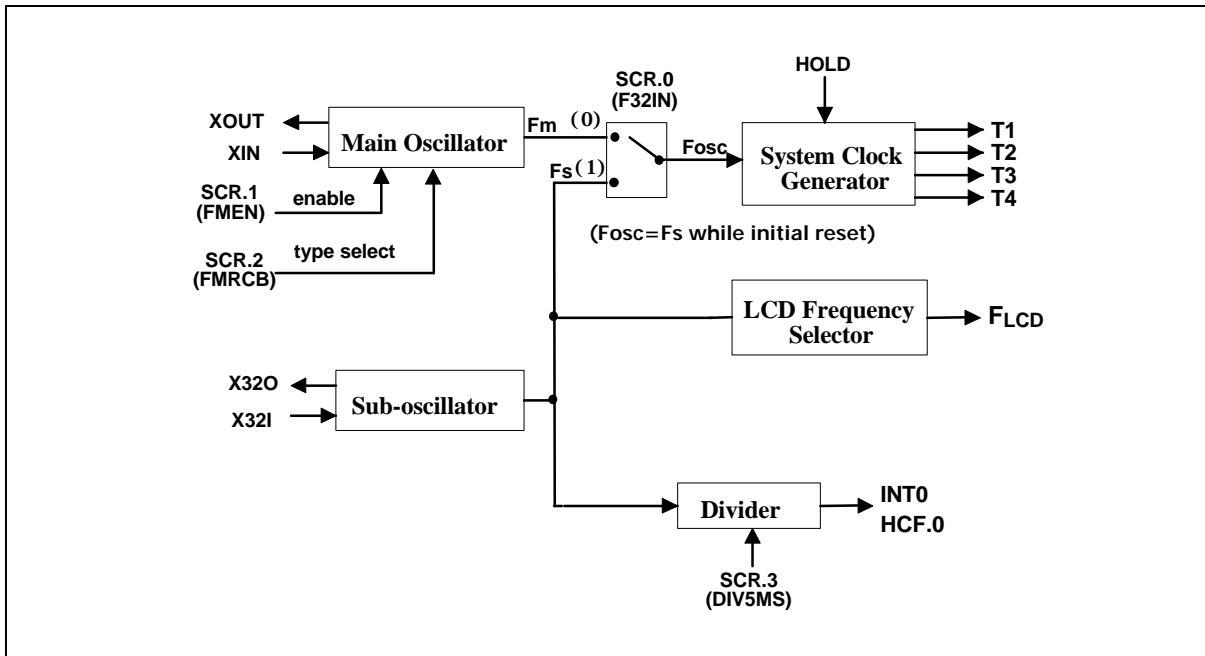 HOLD
SCR.0
(F32IN)
XOUT
XIN
Main Oscillator
Fm (0)
Fs(1)
Fosc
System Clock
Generator
T1
T2
T3
T4
SCR.1
(FMEN)
enable
SCR.2
(FMRCB)
type select
(Fosc=Fs while initial reset)
LCD Frequency
Selector
FLCD
X32O
X32I
Sub-oscillator
Divider
INT0
HCF.0
SCR.3
(DIV5MS)